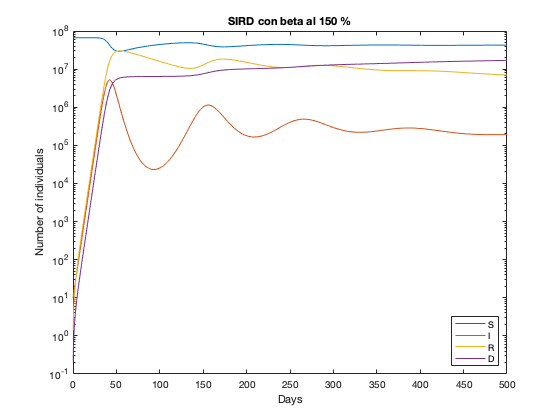 SIRD con beta al 150 %
10^8
10^7
10^6
10^5
10^4
10^3
10^2
10^1
10^0
10^-1
Number of individuals
0 50 100 150 200 250 300 350 400 450 500
Days
S
I
R
D